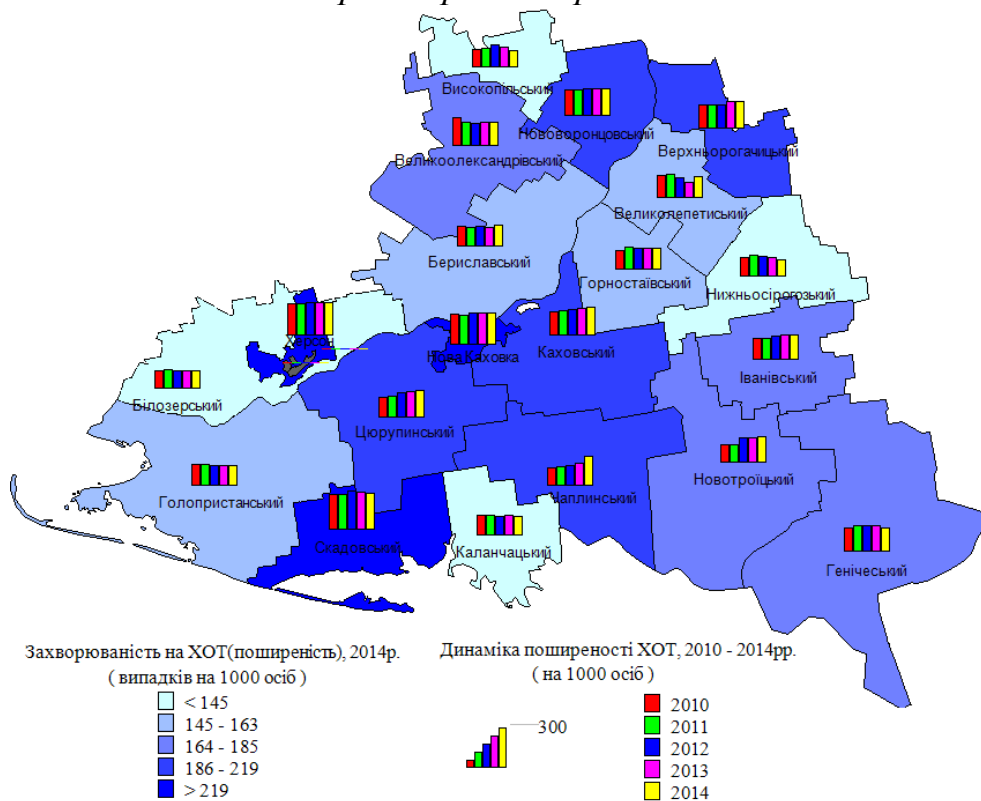 Високопільський
Нововоронцовський
Верхньорогачицький
Великоолександрівський
Великолепетиський
Бериславський
Горностаївський
Нижньосірогозький
Херсон
Нова Каховка
Каховський
Іванівський
Білозерський
Цюрупинський
Голопристанський
Чаплинський
Новотроїцький
Скадовський
Каланчацький
Генічеський
Захворюваність на ХОТ(поширеність), 2014р.
( випадків на 1000 осіб )
< 145
145 - 163
164 - 185
186 - 219
> 219
Динаміка поширеності ХОТ, 2010 - 2014рр.
( на 1000 осіб )
300
2010
2011
2012
2013
2014